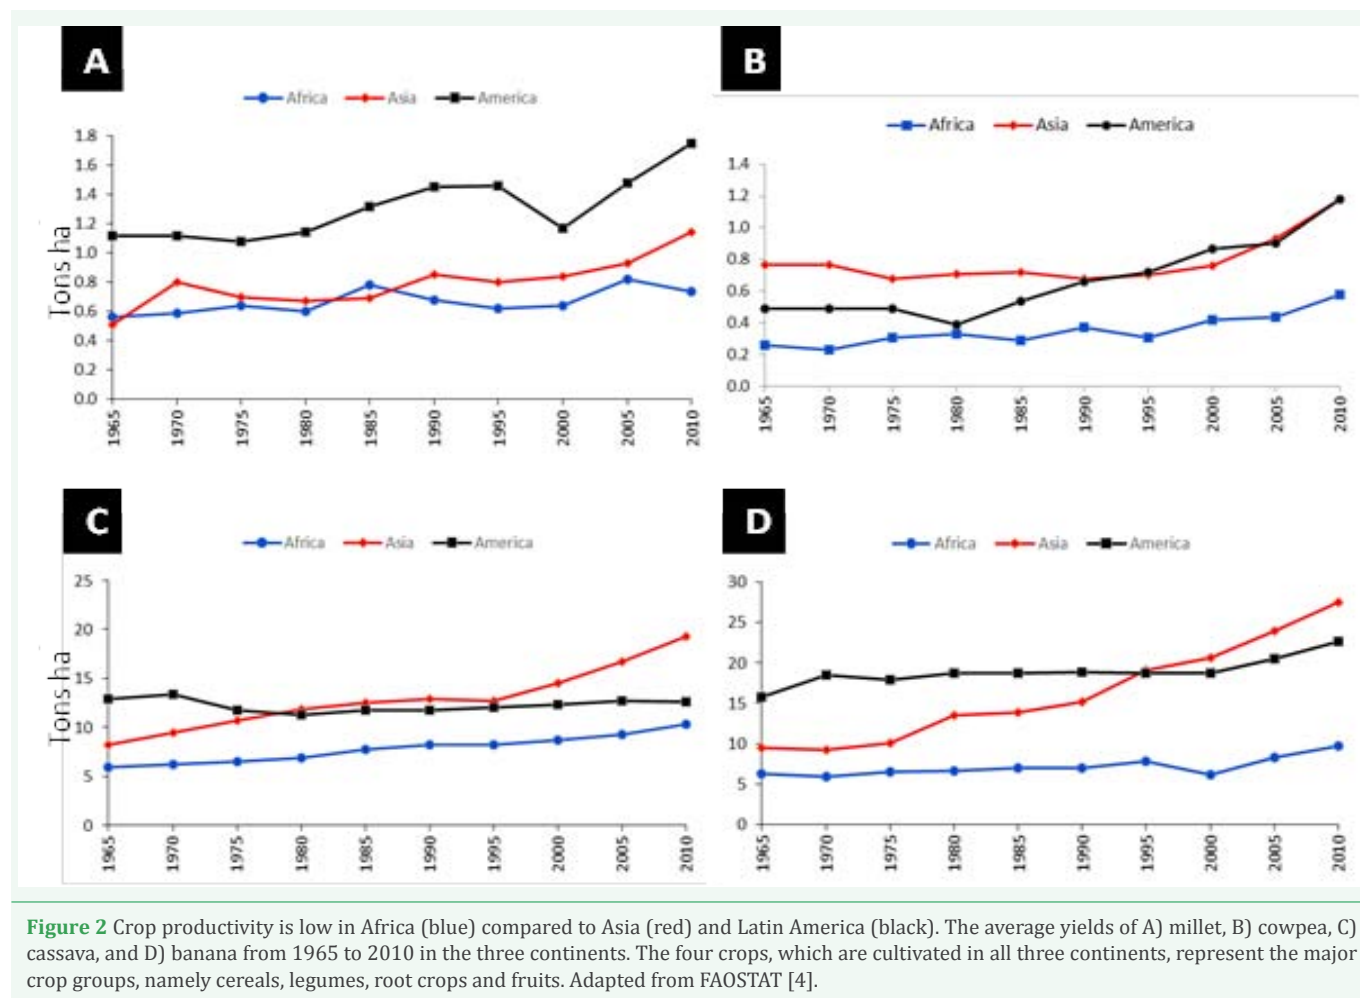 A
Africa Asia America
Tons ha
1.8
1.6
1.4
1.2
1.0
0.8
0.6
0.4
0.2
0.0
1965 1970 1975 1980 1985 1990 1995 2000 2005 2010
B
Africa Asia America
1.4
1.2
1.0
0.8
0.6
0.4
0.2
0.0
1965 1970 1975 1980 1985 1990 1995 2000 2005 2010
C
Africa Asia America
Tons ha
25
20
15
10
5
0
1965 1970 1975 1980 1985 1990 1995 2000 2005 2010
D
Africa Asia America
30
25
20
15
10
5
0
1965 1970 1975 1980 1985 1990 1995 2000 2005 2010
Figure 2 Crop productivity is low in Africa (blue) compared to Asia (red) and Latin America (black). The average yields of A) millet, B) cowpea, C)
cassava, and D) banana from 1965 to 2010 in the three continents. The four crops, which are cultivated in all three continents, represent the major
crop groups, namely cereals, legumes, root crops and fruits. Adapted from FAOSTAT [4].